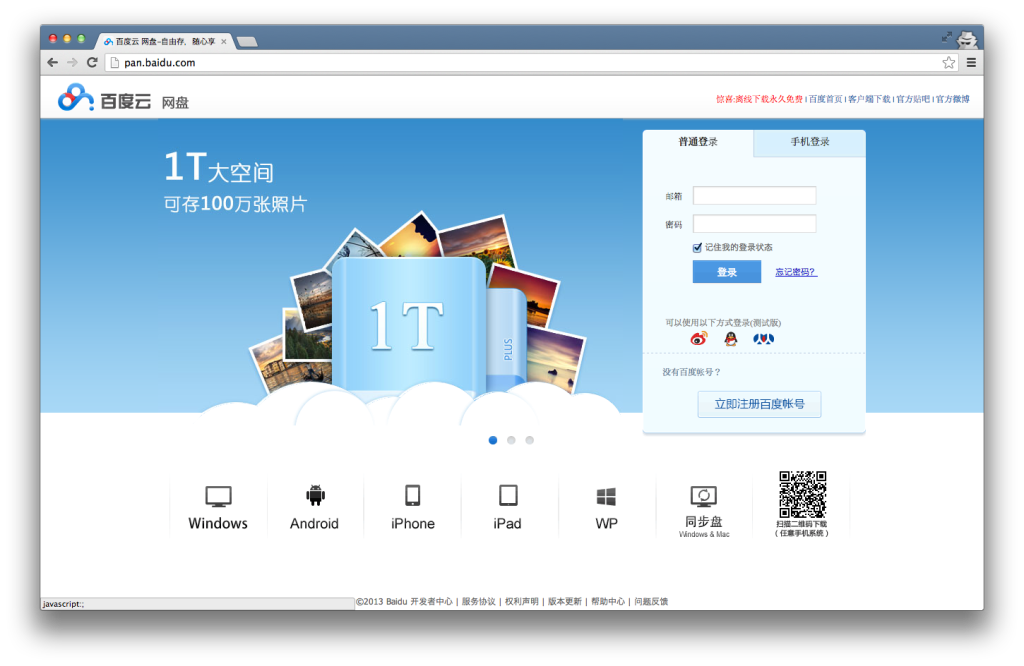 百度云 网盘-自由存，随心享
pan.baidu.com
百度云 网盘
惊喜:离线下载永久免费 | 百度首页 | 客户端下载 | 官方贴吧 | 官方微博
1T大空间
可存100万张照片
1T
PLUS
普通登录 手机登录
邮箱
密码
记住我的登录状态
登录 忘记密码？
可以使用以下方式登录(测试版)
没有百度帐号？
立即注册百度帐号
Windows Android iPhone iPad WP 同步盘
Windows & Mac
扫描二维码下载
（任意手机系统）
javascript:;
©2013 Baidu 开发者中心 | 服务协议 | 权利声明 | 版本更新 | 帮助中心 | 问题反馈